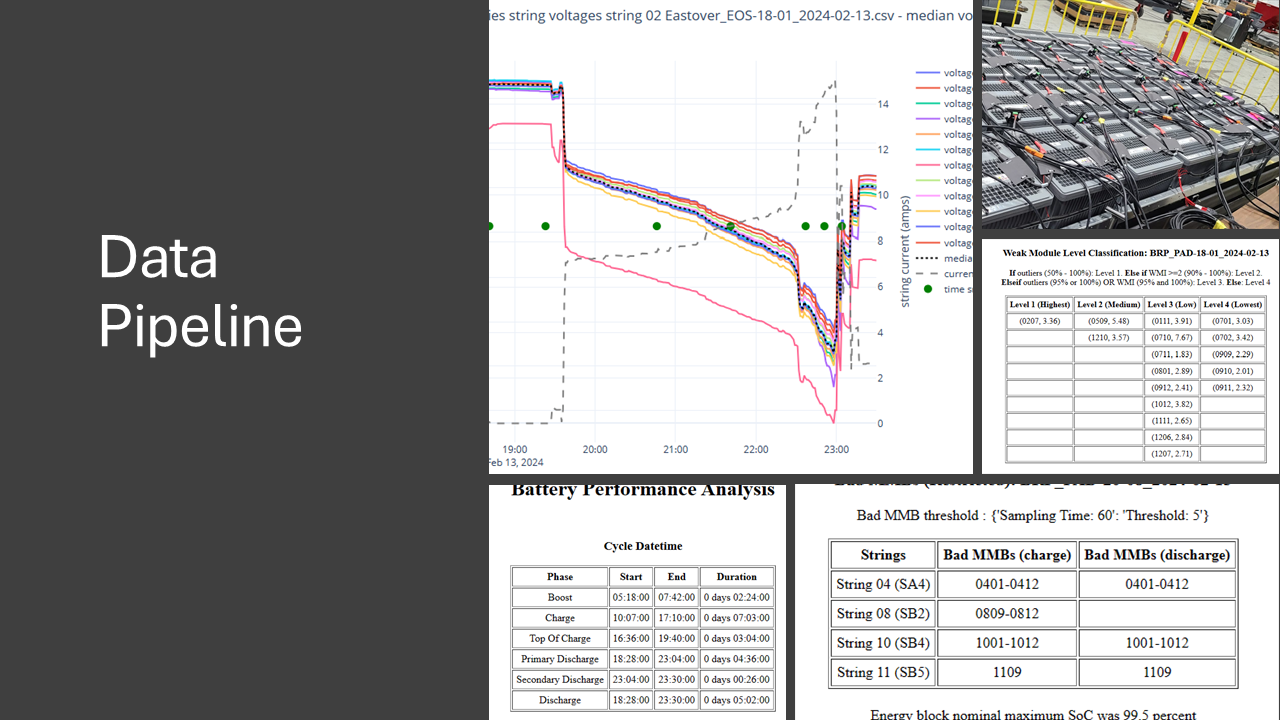 Data
Pipeline
ies string voltages string 02 Eastover_EOS-18-01_2024-02-13.csv - median vo
voltag
voltag
voltag
voltag
voltag
voltag
voltag
voltag
voltag
voltag
voltag
voltag
media
curren
time s
14
12
10
8
6
4
2
0
string current (amps)
19:00 20:00 21:00 22:00 23:00
Feb 13, 2024
Weak Module Level Classification: BRP_PAD-18-01_2024-02-13
If outliers (50% - 100%): Level 1. Else if WMI >=2 (90% - 100%): Level 2.
Elseif outliers (95% or 100%) OR WMI (95% and 100%): Level 3. Else: Level 4
Level 1 (Highest) Level 2 (Medium) Level 3 (Low) Level 4 (Lowest)
(0207, 3.36) (0509, 5.48) (0111, 3.91) (0701, 3.03)
(1210, 3.57) (0710, 7.67) (0702, 3.42)
(0711, 1.83) (0909, 2.29)
(0801, 2.89) (0910, 2.01)
(0912, 2.41) (0911, 2.32)
(1012, 3.82)
(1111, 2.65)
(1206, 2.84)
(1207, 2.71)
Battery Performance Analysis
Cycle Datetime
Phase Start End Duration
Boost 05:18:00 07:42:00 0 days 02:24:00
Charge 10:07:00 17:10:00 0 days 07:03:00
Top Of Charge 16:36:00 19:40:00 0 days 03:04:00
Primary Discharge 18:28:00 23:04:00 0 days 04:36:00
Secondary Discharge 23:04:00 23:30:00 0 days 00:26:00
Discharge 18:28:00 23:30:00 0 days 05:02:00
Bad MMB threshold : {'Sampling Time: 60': 'Threshold: 5'}
Strings Bad MMBs (charge) Bad MMBs (discharge)
String 04 (SA4) 0401-0412 0401-0412
String 08 (SB2) 0809-0812
String 10 (SB4) 1001-1012 1001-1012
String 11 (SB5) 1109 1109
Energy block nominal maximum SoC was 99.5 percent